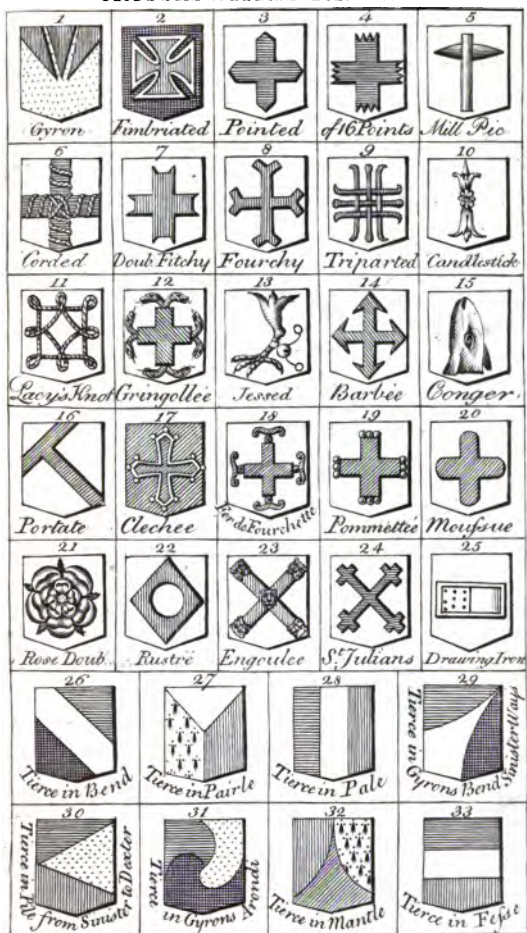 1 2 3 4 5
Gyron Fimbriated Pointed of 16 Points Mill Pic
6 7 8 9 10
Corded Doub. Fitchy Fourchy Triparted Candlestick
11 12 13 14 15
Lacy's Knot Gringolleé Jessed Barbée Conger.
16 17 18 19 20
Portate Clechee Fer de Fourchette Pommettée Moufsue
21 22 23 24 25
Rose Doub. Rustré Engoulee St. Julians Drawing Iron
26 27 28 29
Tierce in Bend Tierce in Pairle Tierce in Pale Tierce in Gyrons Bend Sinister Ways
30 31 32 33
Tierce in Pile from Sinister to Dexter Tierce in Gyrons Arondi Tierce in Mantle Tierce in Fefse